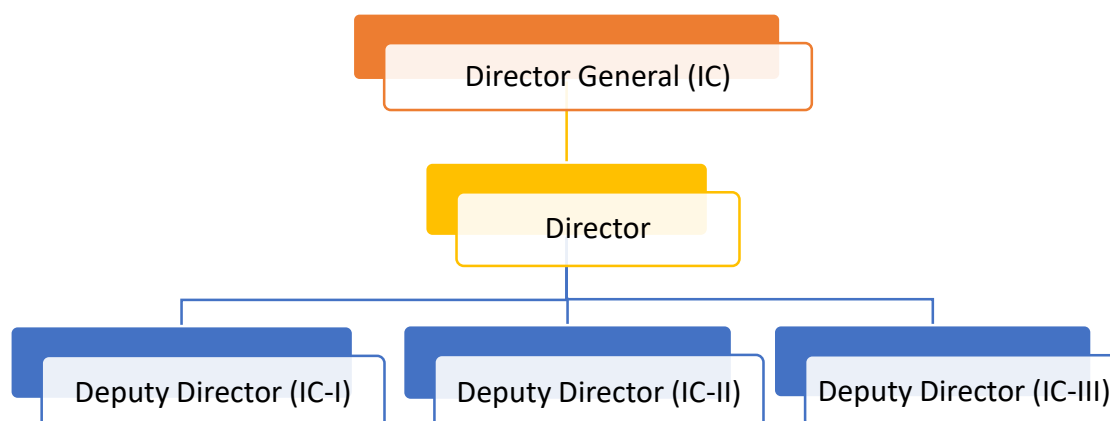 Director General (IC)
Director
Deputy Director (IC-I)
Deputy Director (IC-II)
Deputy Director (IC-III)